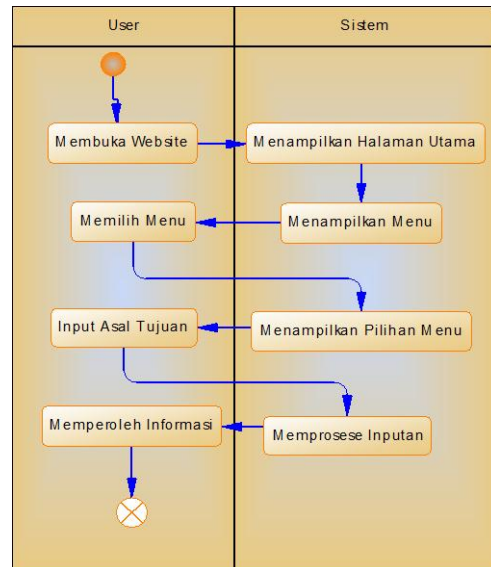 User
Sistem
Membuka Website
Menampilkan Halaman Utama
Memilih Menu
Menampilkan Menu
Input Asal Tujuan
Menampilkan Pilihan Menu
Memperoleh Informasi
Memprosese Inputan